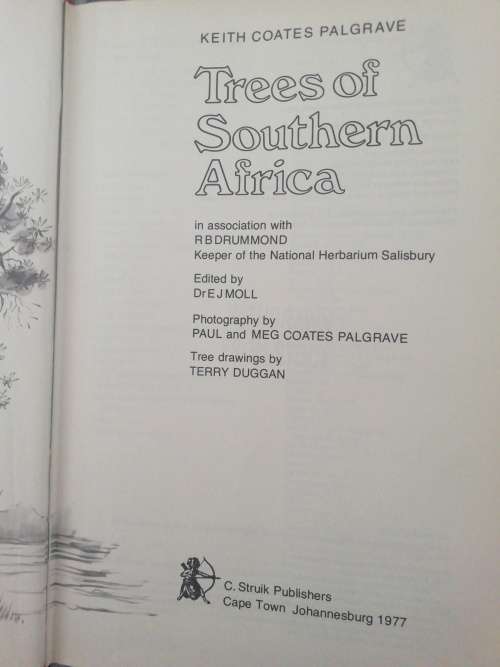 KEITH COATES PALGRAVE
Trees of
Southern
Africa
in association with
R B DRUMMOND
Keeper of the National Herbarium Salisbury
Edited by
Dr E J MOLL
Photography by
PAUL and MEG COATES PALGRAVE
Tree drawings by
TERRY DUGGAN
C. Struik Publishers
Cape Town Johannesburg 1977